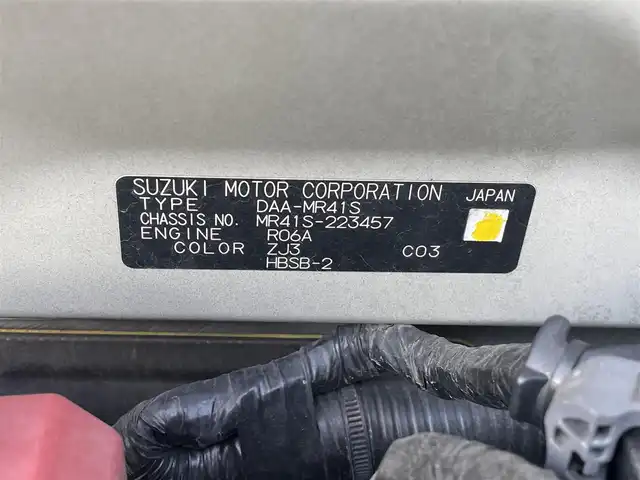 SUZUKI MOTOR CORPORATION JAPAN
TYPE DAA-MR41S
CHASSIS NO. MR41S-223457
ENGINE R06A
COLOR ZJ3 C03
HBSB-2